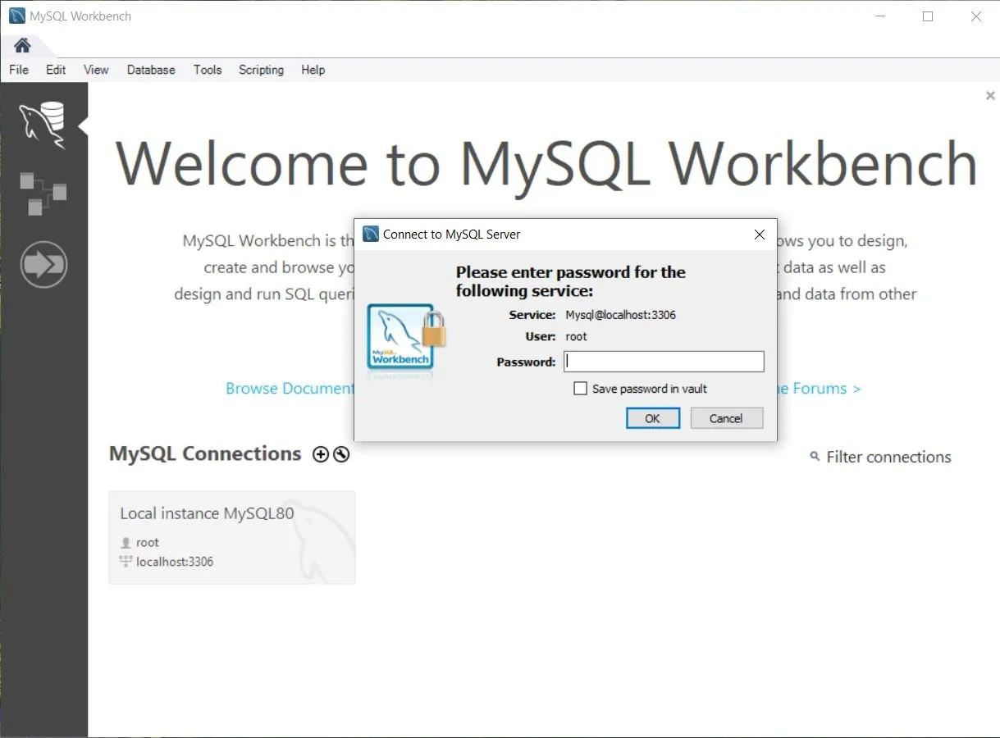 MySQL Workbench
File Edit View Database Tools Scripting Help
Welcome to MySQL Workbench
MySQL Workbench is th
ows you to design,
create and browse yo
data as well as
design and run SQL queri
and data from other
Browse Document
e Forums >
Connect to MySQL Server
Please enter password for the
following service:
Service: Mysql@localhost:3306
User: root
Password:
Save password in vault
OK Cancel
MySQL
Workbench
MySQL Connections
Filter connections
Local instance MySQL80
root
localhost:3306